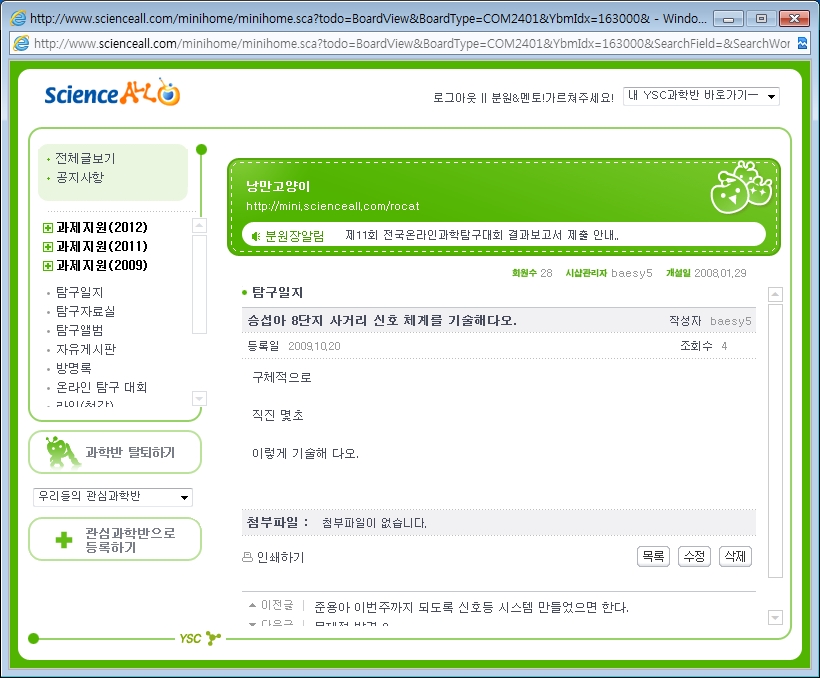 http://www.scienceall.com/minihome/minihome.sca?todo=BoardView&BoardType=COM2401&YbmIdx=163000& - Windo...
http://www.scienceall.com/minihome/minihome.sca?todo=BoardView&BoardType=COM2401&YbmIdx=163000&SearchField=&SearchWor
Science ALL
로그아웃 || 분원&멘토!가르쳐주세요!
내 YSC과학반 바로가기ㅡ
전체글보기
공지사항
과제지원(2012)
과제지원(2011)
과제지원(2009)
탐구일지
탐구자료실
탐구앨범
자유게시판
방명록
온라인 탐구 대회
과학반 탈퇴하기
우리들의 관심과학반
관심과학반으로
등록하기
낭만고양이
http://mini.scienceall.com/rocat
분원장알림 제11회 전국온라인과학탐구대회 결과보고서 제출 안내..
회원수 28 시샵관리자 baesy5 개설일 2008.01.29
탐구일지
승섭아 8단지 사거리 신호 체계를 기술해다오. 작성자 baesy5
등록일 2009.10.20 조회수 4
구체적으로
직진 몇초
이렇게 기술해 다오.
첨부파일 : 첨부파일이 없습니다.
인쇄하기
목록 수정 삭제
이전글 준용아 이번주까지 되도록 신호등 시스템 만들었으면 한다.
YSC